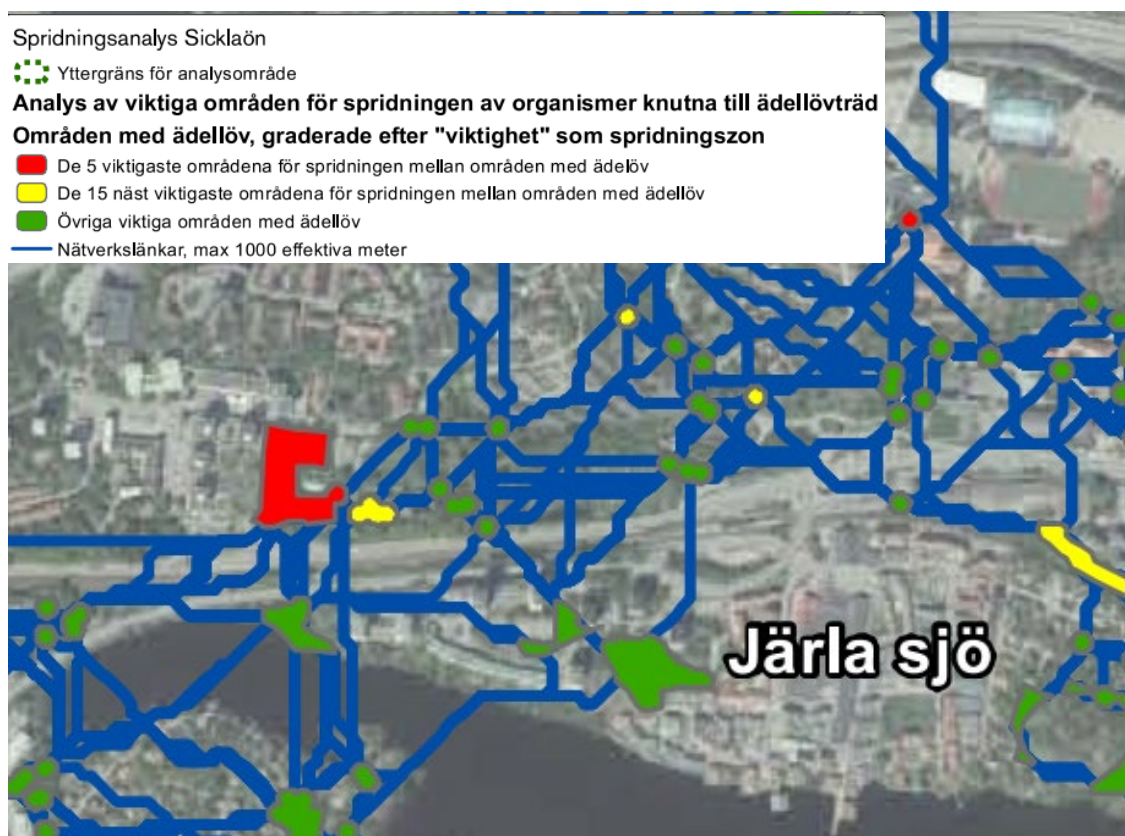 Spridningsanalys Sicklaön
Yttergräns för analysområde
Analys av viktiga områden för spridningen av organismer knutna till ädellövträd
Områden med ädellöv, graderade efter "viktighet" som spridningszon
De 5 viktigaste områdena för spridningen mellan områden med ädelöv
De 15 näst viktigaste områdena för spridningen mellan områden med ädellöv
Övriga viktiga områden med ädellöv
Nätverkslänkar, max 1000 effektiva meter
Järla sjö